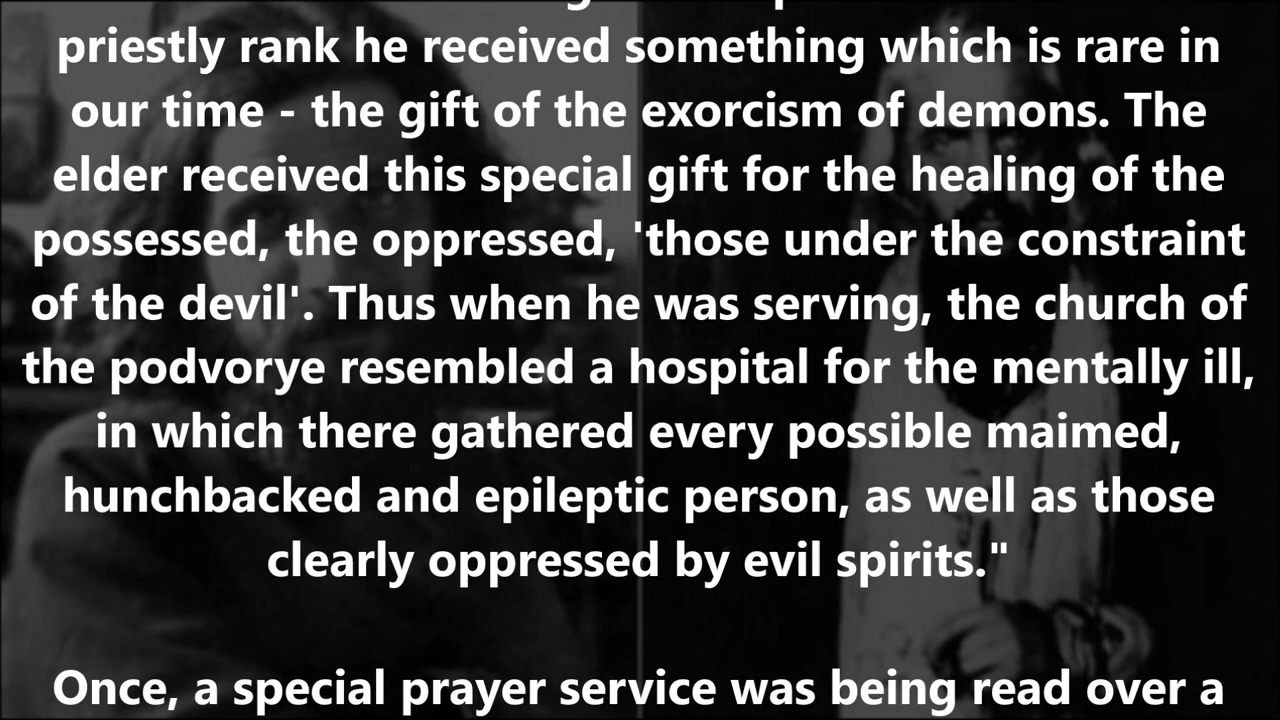 priestly rank he received something which is rare in
our time - the gift of the exorcism of demons. The
elder received this special gift for the healing of the
possessed, the oppressed, 'those under the constraint
of the devil'. Thus when he was serving, the church of
the podvorye resembled a hospital for the mentally ill,
in which there gathered every possible maimed,
hunchbacked and epileptic person, as well as those
clearly oppressed by evil spirits."
Once, a special prayer service was being read over a